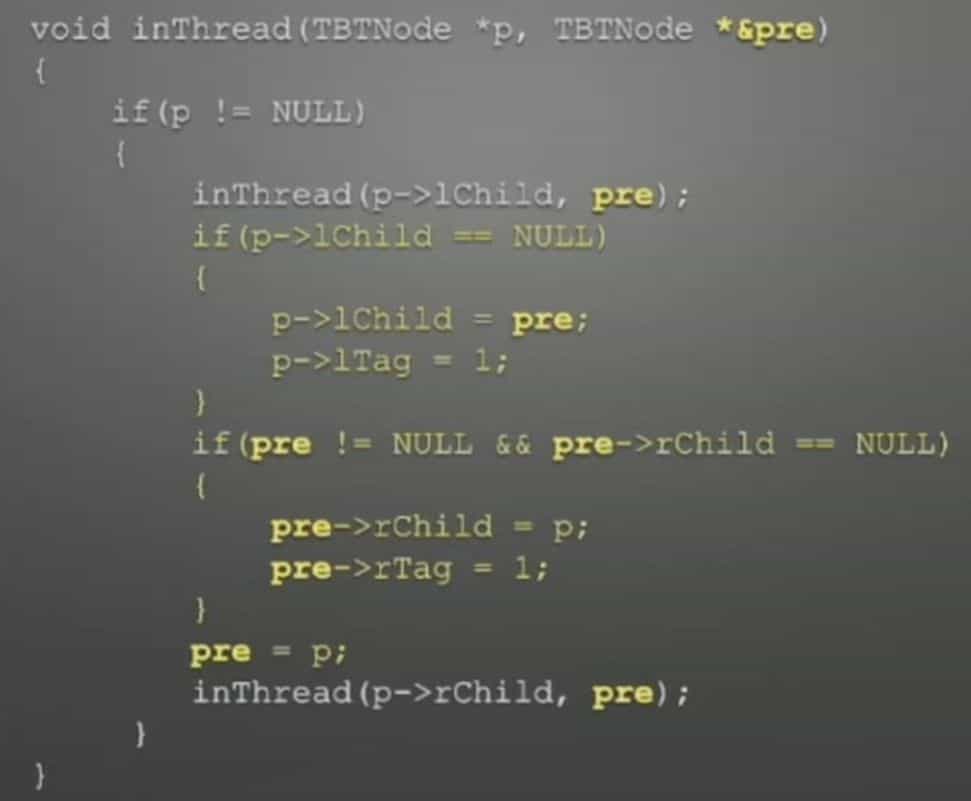 void inThread(TBTNode *p, TBTNode *&pre)
{
    if(p != NULL)
    {
        inThread(p->lChild, pre);
        if(p->lChild == NULL)
        {
            p->lChild = pre;
            p->lTag = 1;
        }
        if(pre != NULL && pre->rChild == NULL)
        {
            pre->rChild = p;
            pre->rTag = 1;
        }
        pre = p;
        inThread(p->rChild, pre);
    }
}